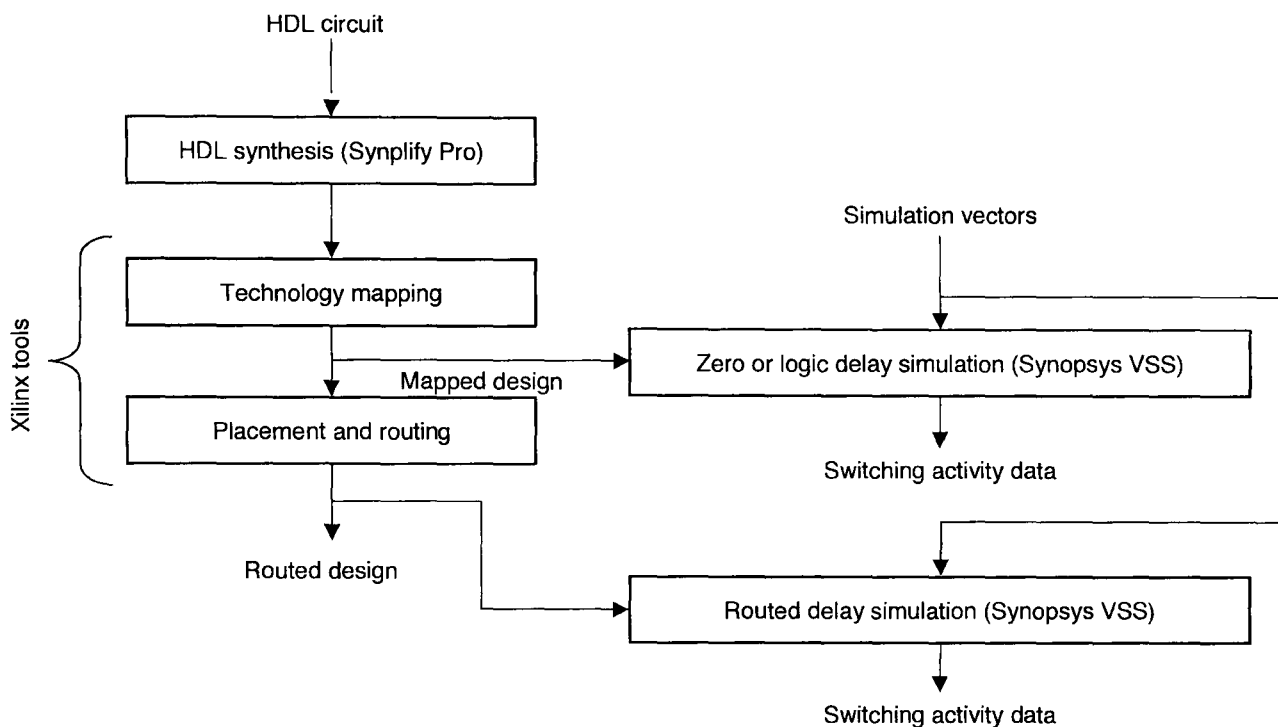 HDL circuit
HDL synthesis (Synplify Pro)
Simulation vectors
Technology mapping
Xilinx tools
Mapped design
Zero or logic delay simulation (Synopsys VSS)
Placement and routing
Switching activity data
Routed design
Routed delay simulation (Synopsys VSS)
Switching activity data